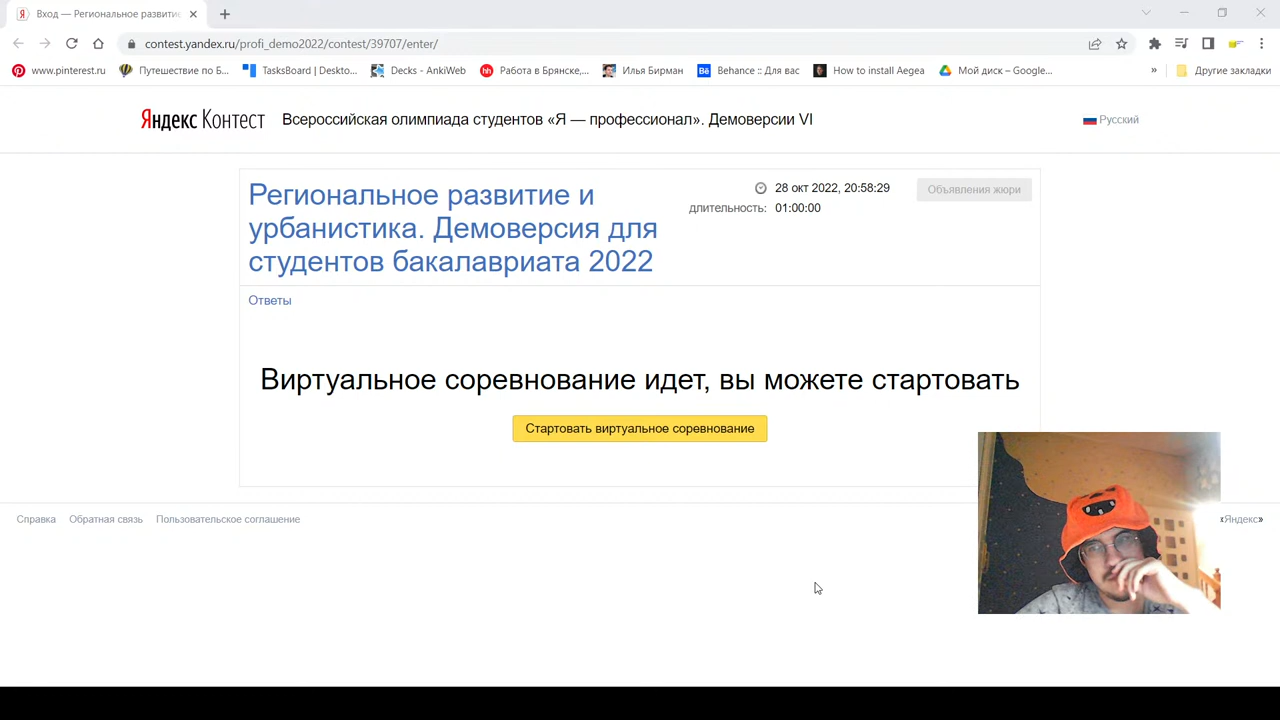 Вход — Региональное развитие
contest.yandex.ru/profi_demo2022/contest/39707/enter/
www.pinterest.ru
Путешествие по Б...
TasksBoard | Deskto...
Decks - AnkiWeb
hh
Работа в Брянске,...
Илья Бирман
Bē
Behance :: Для вас
How to install Aegea
Мой диск – Google...
»
Другие закладки
Яндекс Контест
Всероссийская олимпиада студентов «Я — профессионал». Демоверсии VI
Русский
Региональное развитие и
урбанистика. Демоверсия для
студентов бакалавриата 2022
28 окт 2022, 20:58:29
длительность: 01:00:00
Объявления жюри
Ответы
Виртуальное соревнование идет, вы можете стартовать
Стартовать виртуальное соревнование
Справка
Обратная связь
Пользовательское соглашение
«Яндекс»